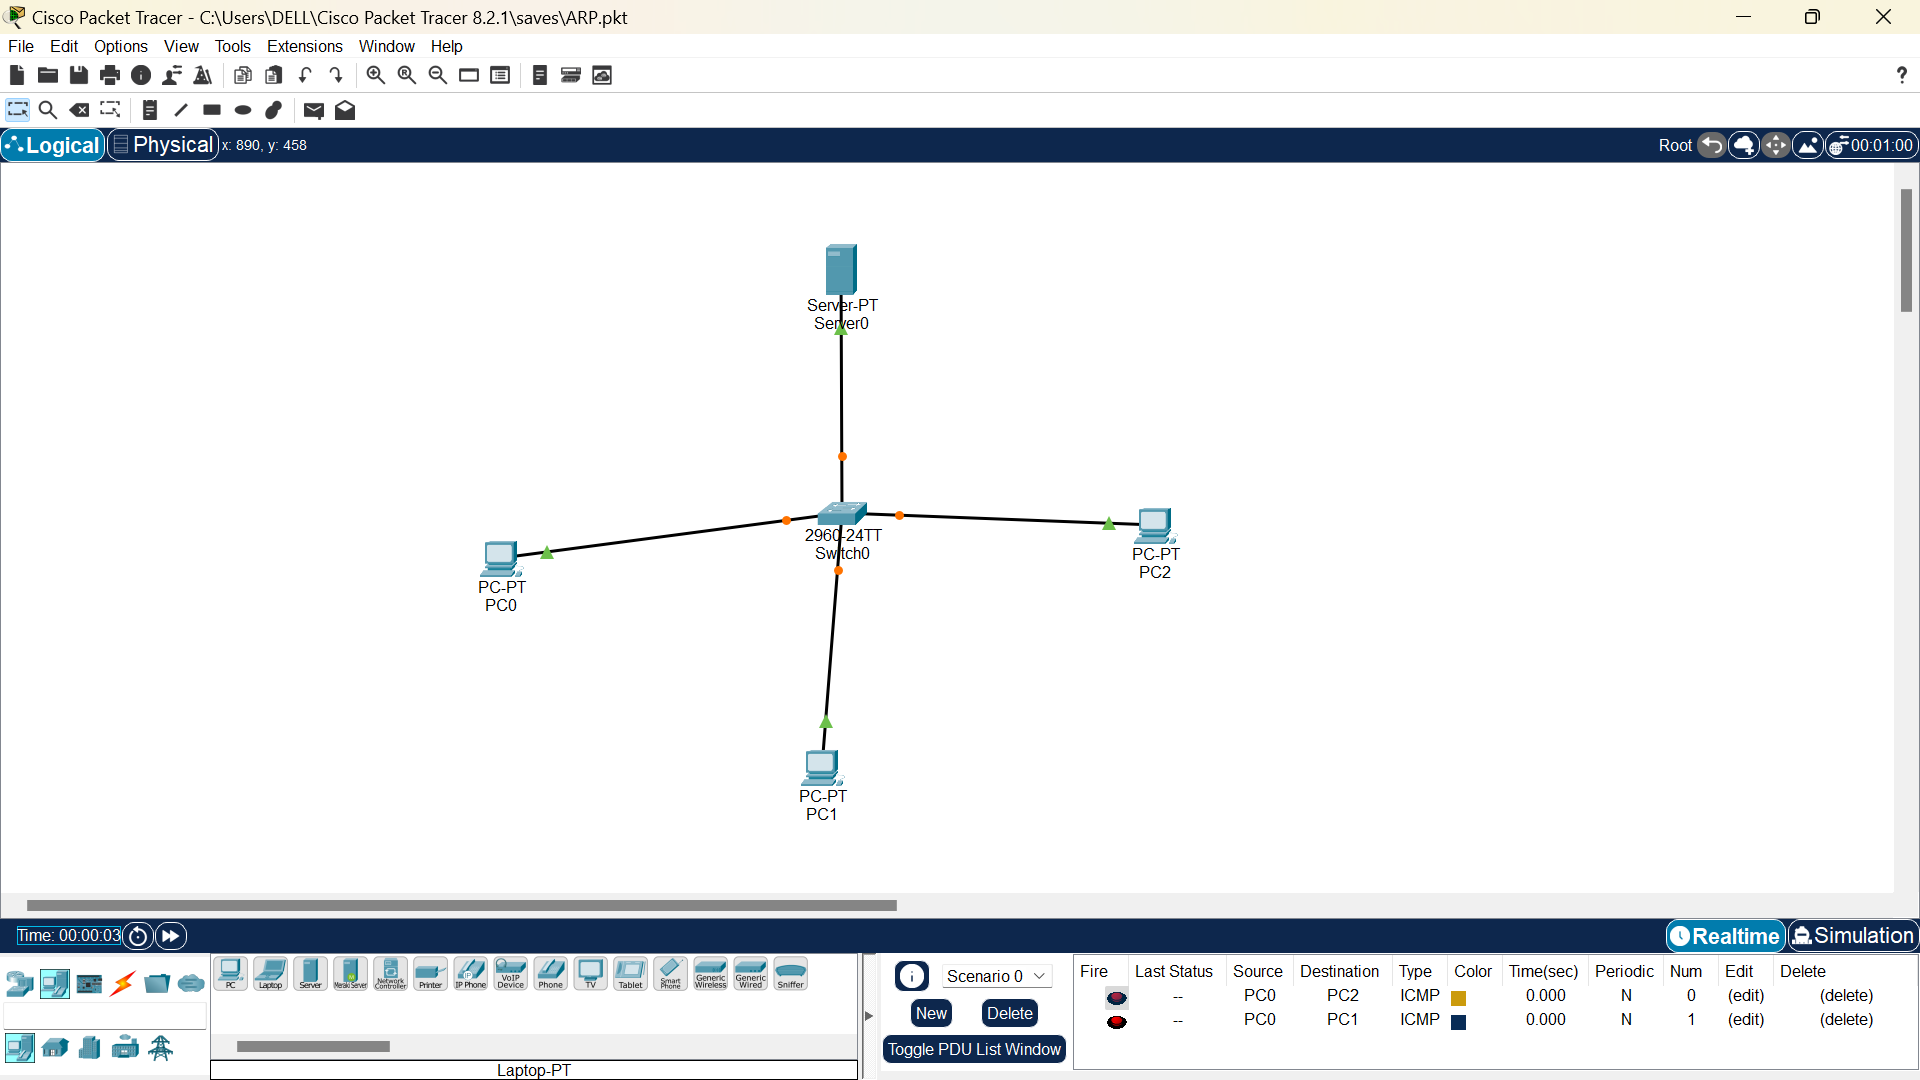 Cisco Packet Tracer - C:\Users\DELL\Cisco Packet Tracer 8.2.1\saves\ARP.pkt
File Edit Options View Tools Extensions Window Help
?
Logical Physical x: 890, y: 458 Root 00:01:00
Server-PT
Server0
2960-24TT
Switch0
PC-PT
PC2
PC-PT
PC0
PC-PT
PC1
Time: 00:00:03 Realtime Simulation
PC Laptop Server Meraki Server Network Controller Printer IP Phone VoIP Device Phone TV Tablet Smart Phone Generic Wireless Generic Wired Sniffer
Laptop-PT
Scenario 0
New Delete
Toggle PDU List Window
Fire Last Status Source Destination Type Color Time(sec) Periodic Num Edit Delete
-- PC0 PC2 ICMP 0.000 N 0 (edit) (delete)
-- PC0 PC1 ICMP 0.000 N 1 (edit) (delete)